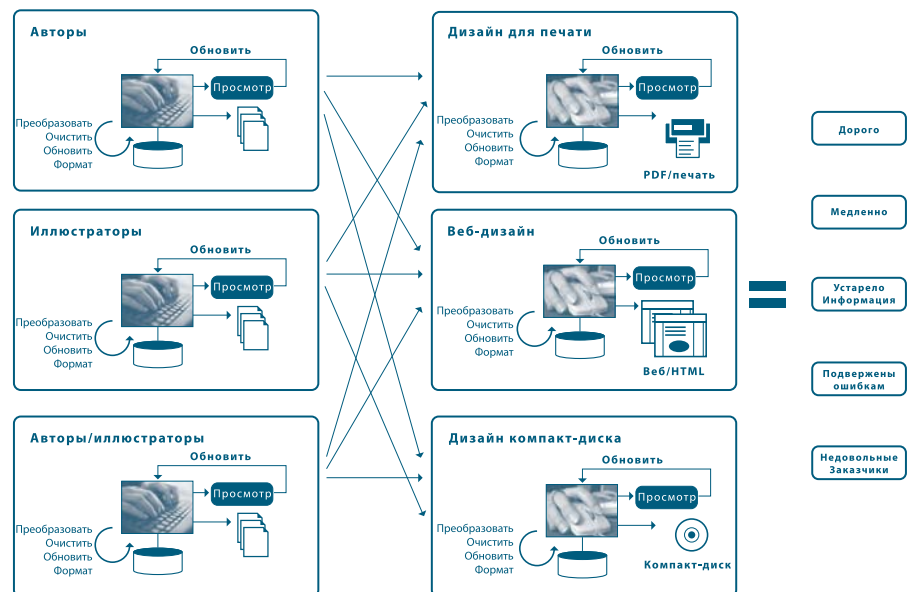 Авторы
Обновить
Просмотр
Преобразовать
Очистить
Обновить
Формат
Иллюстраторы
Обновить
Просмотр
Преобразовать
Очистить
Обновить
Формат
Авторы/иллюстраторы
Обновить
Просмотр
Преобразовать
Очистить
Обновить
Формат
Дизайн для печати
Обновить
Просмотр
Преобразовать
Очистить
Обновить
Формат
PDF/печать
Веб-дизайн
Обновить
Просмотр
Преобразовать
Очистить
Обновить
Формат
Веб/HTML
Дизайн компакт-диска
Обновить
Просмотр
Преобразовать
Очистить
Обновить
Формат
Компакт-диск
Дорого
Медленно
Устарело
Информация
Подвержены
ошибкам
Недовольные
Заказчики